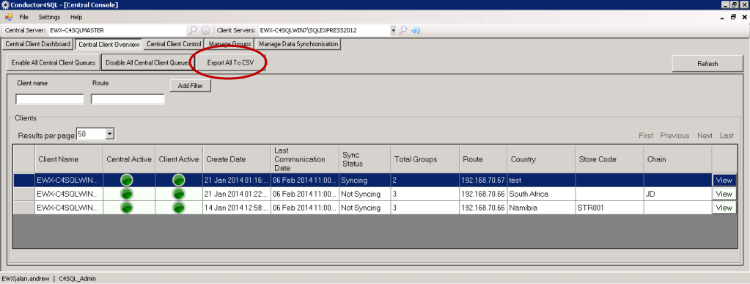 Conductor4SQL - [Central Console]
File Settings Help
Central Server: EWX-C4SQLMASTER Client Servers: EWX-C4SQLWIN7\SQLEXPRESS2012
Central Client Dashboard Central Client Overview Central Client Control Manage Groups Manage Data Synchronisation
Enable All Central Client Queues Disable All Central Client Queues Export All To CSV Refresh
Client name Route Add Filter
Clients
Results per page 50 First Previous Next Last
Client Name Central Active Client Active Create Date Last Communication Date Sync Status Total Groups Route Country Store Code Chain
EWX-C4SQLWIN... 21 Jan 2014 01:16:... 06 Feb 2014 11:00... Syncing 2 192.168.70.67 test View
EWX-C4SQLWIN... 21 Jan 2014 01:22:... 06 Feb 2014 11:00... Not Syncing 3 192.168.70.66 South Africa JD View
EWX-C4SQLWIN... 14 Jan 2014 12:58:... 06 Feb 2014 11:00... Not Syncing 3 192.168.70.66 Namibia STR001 View
EWX\alan.andrew | C4SQL_Admin